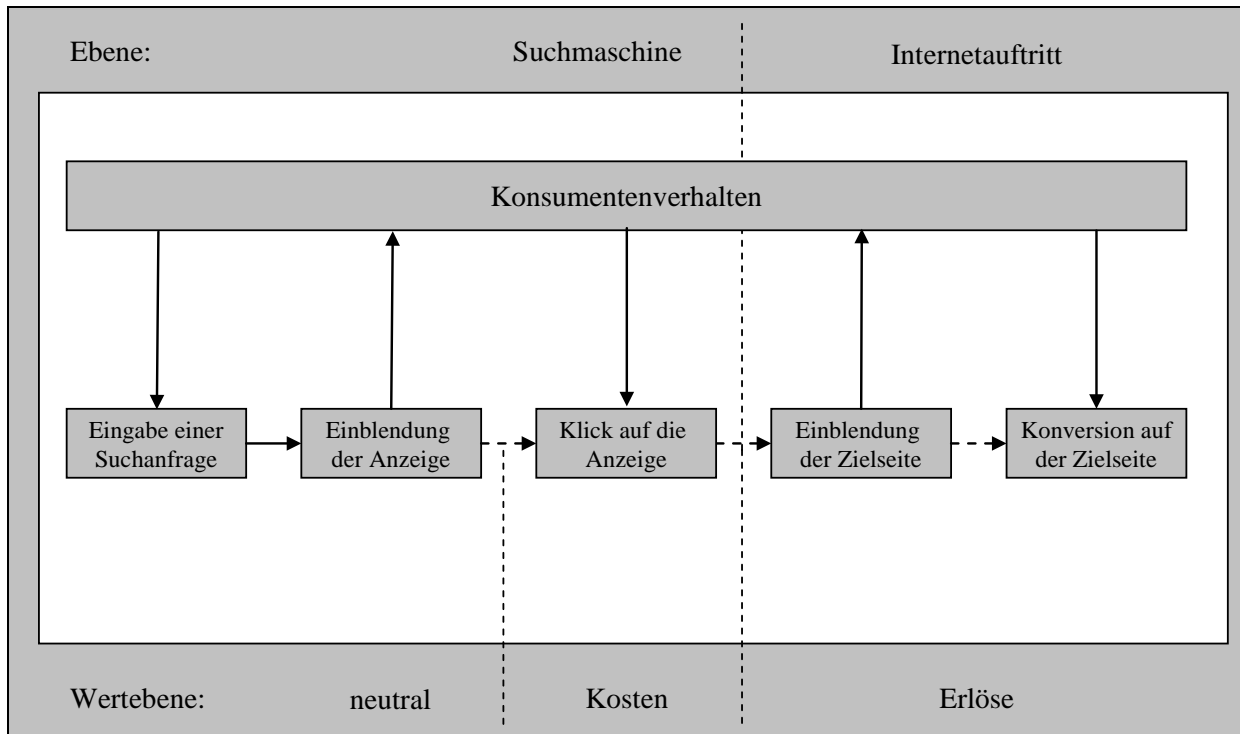 Ebene:
Suchmaschine
Internetauftritt
Konsumentenverhalten
Eingabe einer
Suchanfrage
Einblendung
der Anzeige
Klick auf die
Anzeige
Einblendung
der Zielseite
Konversion auf
der Zielseite
Wertebene:
neutral
Kosten
Erlöse